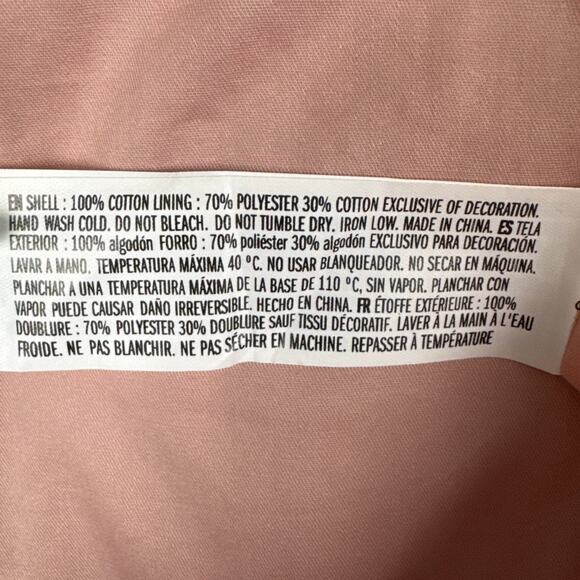 EN SHELL : 100% COTTON LINING : 70% POLYESTER 30% COTTON EXCLUSIVE OF DECORATION.
HAND WASH COLD. DO NOT BLEACH. DO NOT TUMBLE DRY. IRON LOW. MADE IN CHINA. ES TELA
EXTERIOR : 100% algodón FORRO : 70% poliéster 30% algodón EXCLUSIVO PARA DECORACIÓN.
LAVAR A MANO. TEMPERATURA MÁXIMA 40 °C. NO USAR BLANQUEADOR. NO SECAR EN MÁQUINA.
PLANCHAR A UNA TEMPERATURA MÁXIMA DE LA BASE DE 110 °C, SIN VAPOR. PLANCHAR CON
VAPOR PUEDE CAUSAR DAÑO IRREVERSIBLE. HECHO EN CHINA. FR ÉTOFFE EXTÉRIEURE : 100%
DOUBLURE : 70% POLYESTER 30% DOUBLURE SAUF TISSU DÉCORATIF. LAVER À LA MAIN À L'EAU
FROIDE. NE PAS BLANCHIR. NE PAS SÉCHER EN MACHINE. REPASSER À TEMPÉRATURE